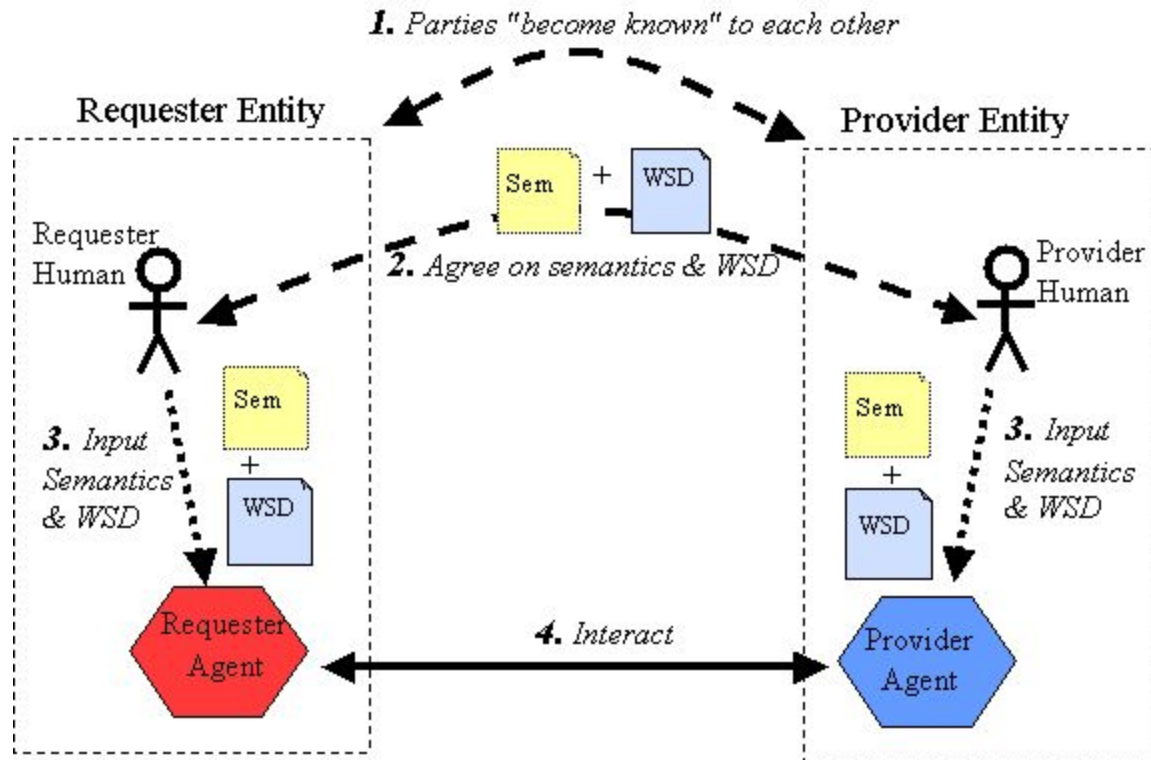 1. Parties "become known" to each other
Requester Entity
Provider Entity
Sem
+
WSD
Requester
Human
Provider
Human
2. Agree on semantics & WSD
Sem
+
WSD
3. Input
Semantics
& WSD
Sem
+
WSD
3. Input
Semantics
& WSD
Requester
Agent
4. Interact
Provider
Agent